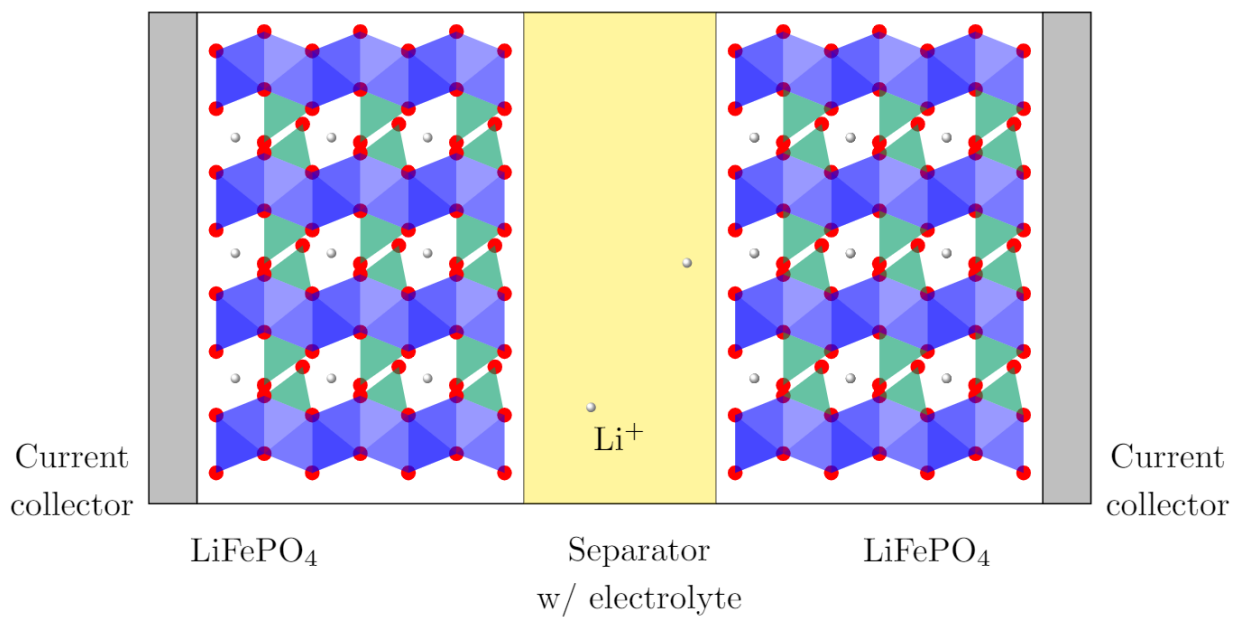 Li⁺
Current
collector
Current
collector
LiFePO₄
Separator
w/ electrolyte
LiFePO₄